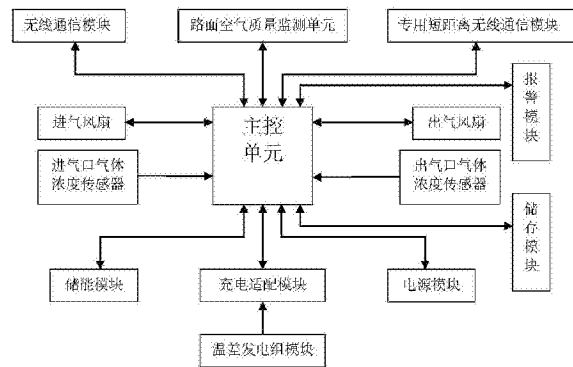 无线通信模块
路面空气质量监测单元
专用短距离无线通信模块
报警模块
进气风扇
主控
单元
出气风扇
进气口气体
浓度传感器
出气口气体
浓度传感器
储存模块
储能模块
充电适配模块
电源模块
温差发电组模块